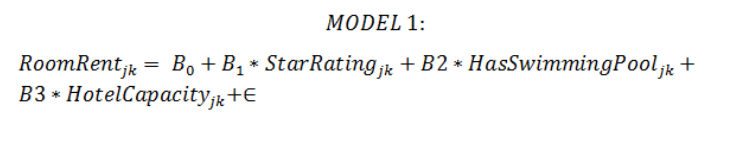 MODEL 1:
RoomRent_jk = B_0 + B_1 * StarRating_jk + B2 * HasSwimmingPool_jk +
B3 * HotelCapacity_jk+∈